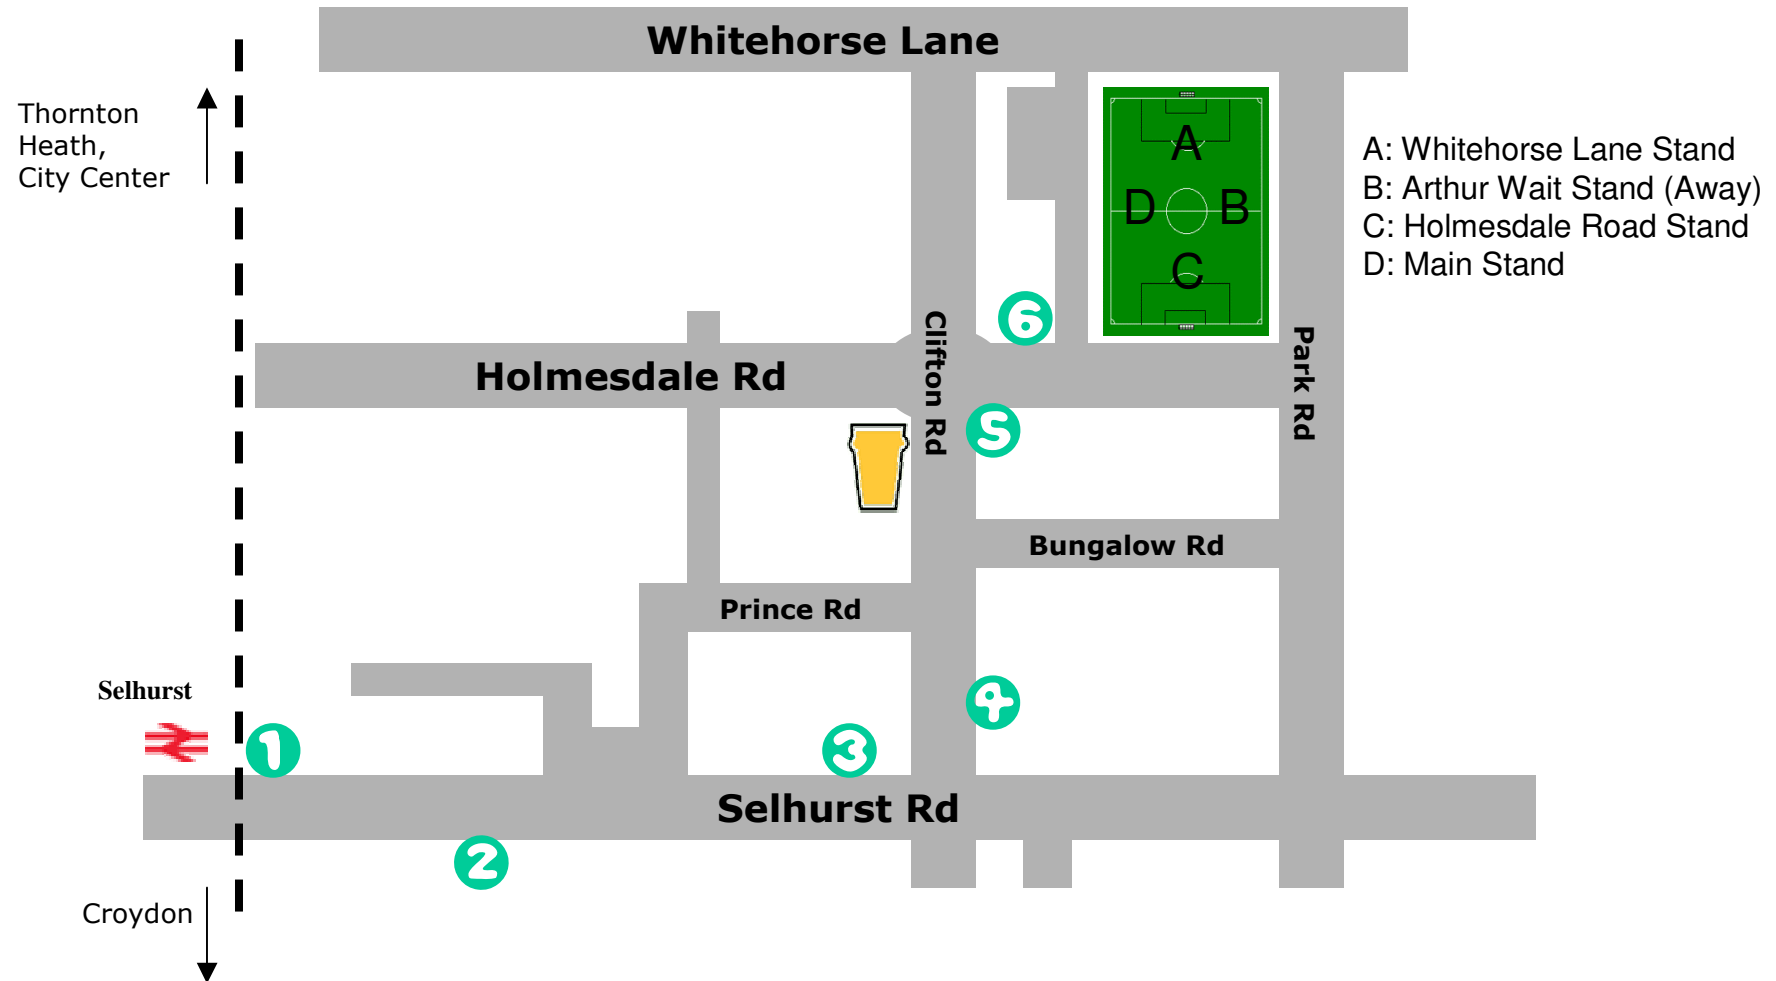 Whitehorse Lane
Thornton
Heath,
City Center
A
D
B
C
A: Whitehorse Lane Stand
B: Arthur Wait Stand (Away)
C: Holmesdale Road Stand
D: Main Stand
6
Clifton Rd
Park Rd
Holmesdale Rd
5
Bungalow Rd
Prince Rd
Selhurst
4
1
3
Selhurst Rd
2
Croydon